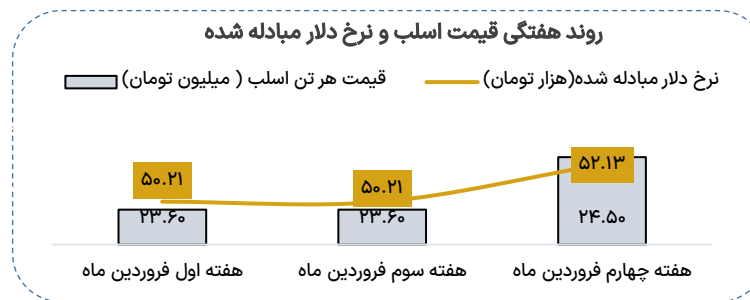 روند هفتگی قیمت اسلب و نرخ دلار مبادله شده
قیمت هر تن اسلب ( میلیون تومان)
نرخ دلار مبادله شده(هزار تومان)
۵۰.۲۱
۵۰.۲۱
۵۲.۱۳
۲۳.۶۰
۲۳.۶۰
۲۴.۵۰
هفته اول فروردین ماه
هفته سوم فروردین ماه
هفته چهارم فروردین ماه